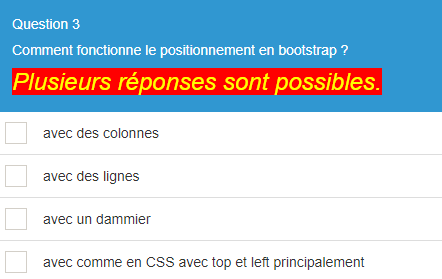 Question 3
Comment fonctionne le positionnement en bootstrap ?
Plusieurs réponses sont possibles.
avec des colonnes
avec des lignes
avec un dammier
avec comme en CSS avec top et left principalement